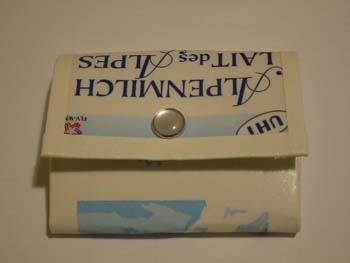 UHT
ALPENMILCH
LAIT des ALPES